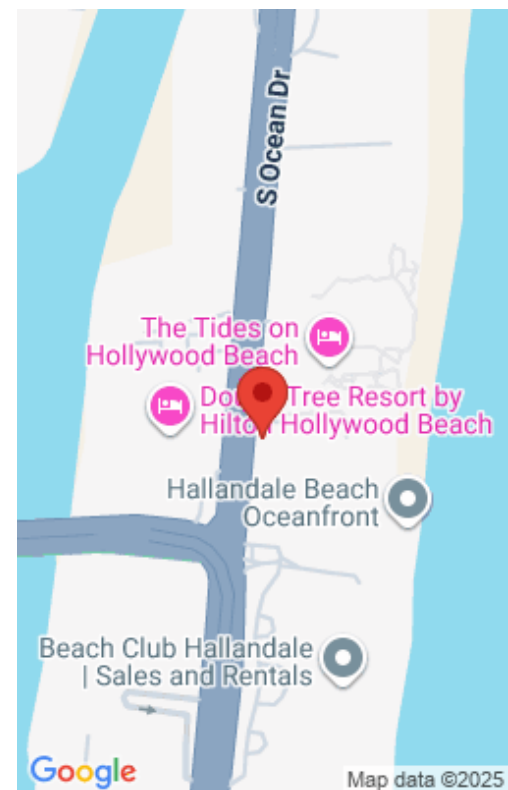 S Ocean Dr
The Tides on
Hollywood Beach
Tree Resort by
Hilton Hollywood Beach
Hallandale Beach
Oceanfront
Beach Club Hallandale
| Sales and Rentals
Google
Map data ©2025